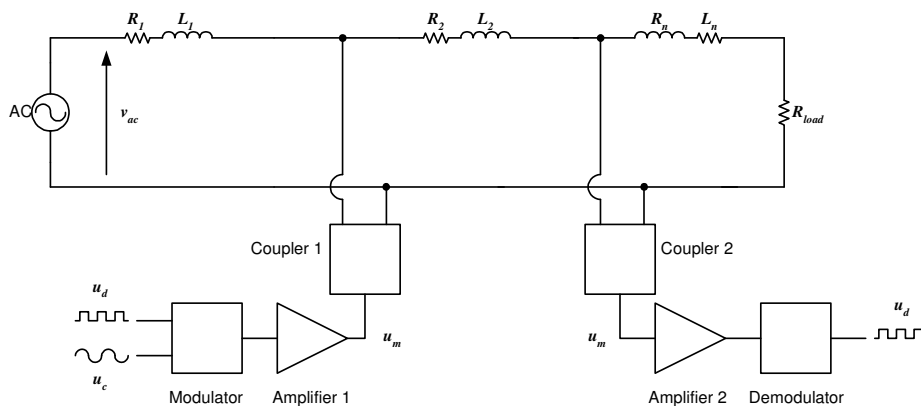 R1 L1 R2 L2 Rn Ln
AC
vac
Rload
Coupler 1
Coupler 2
ud
uc
um
um
ud
Modulator
Amplifier 1
Amplifier 2
Demodulator